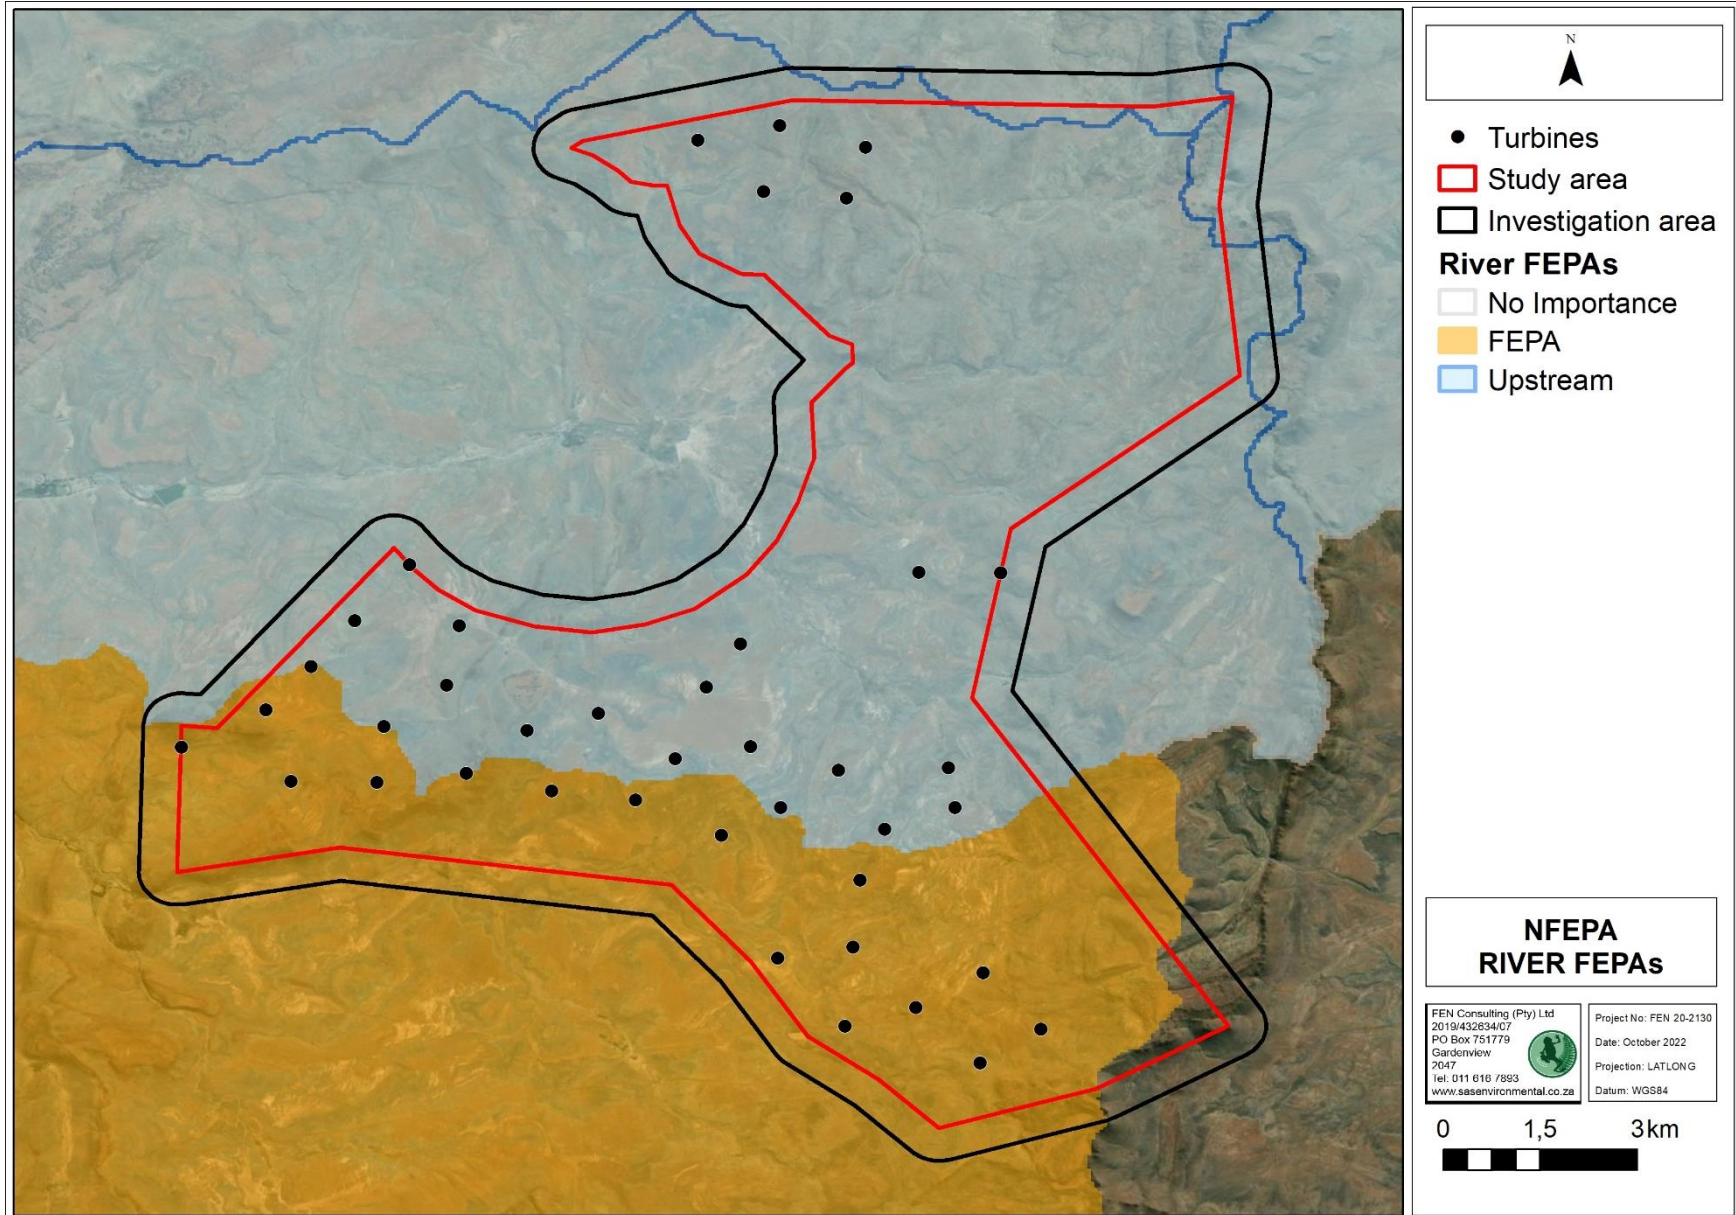 N
Turbines
Study area
Investigation area
River FEPAs
No Importance
FEPA
Upstream
NFEPA
RIVER FEPAs
FEN Consulting (Pty) Ltd
2019/432634/07
PO Box 751779
Gardenview
2047
Tel: 011 616 7893
www.sasenvironmental.co.za
Project No: FEN 20-2130
Date: October 2022
Projection: LATLONG
Datum: WGS84
0 1,5 3km